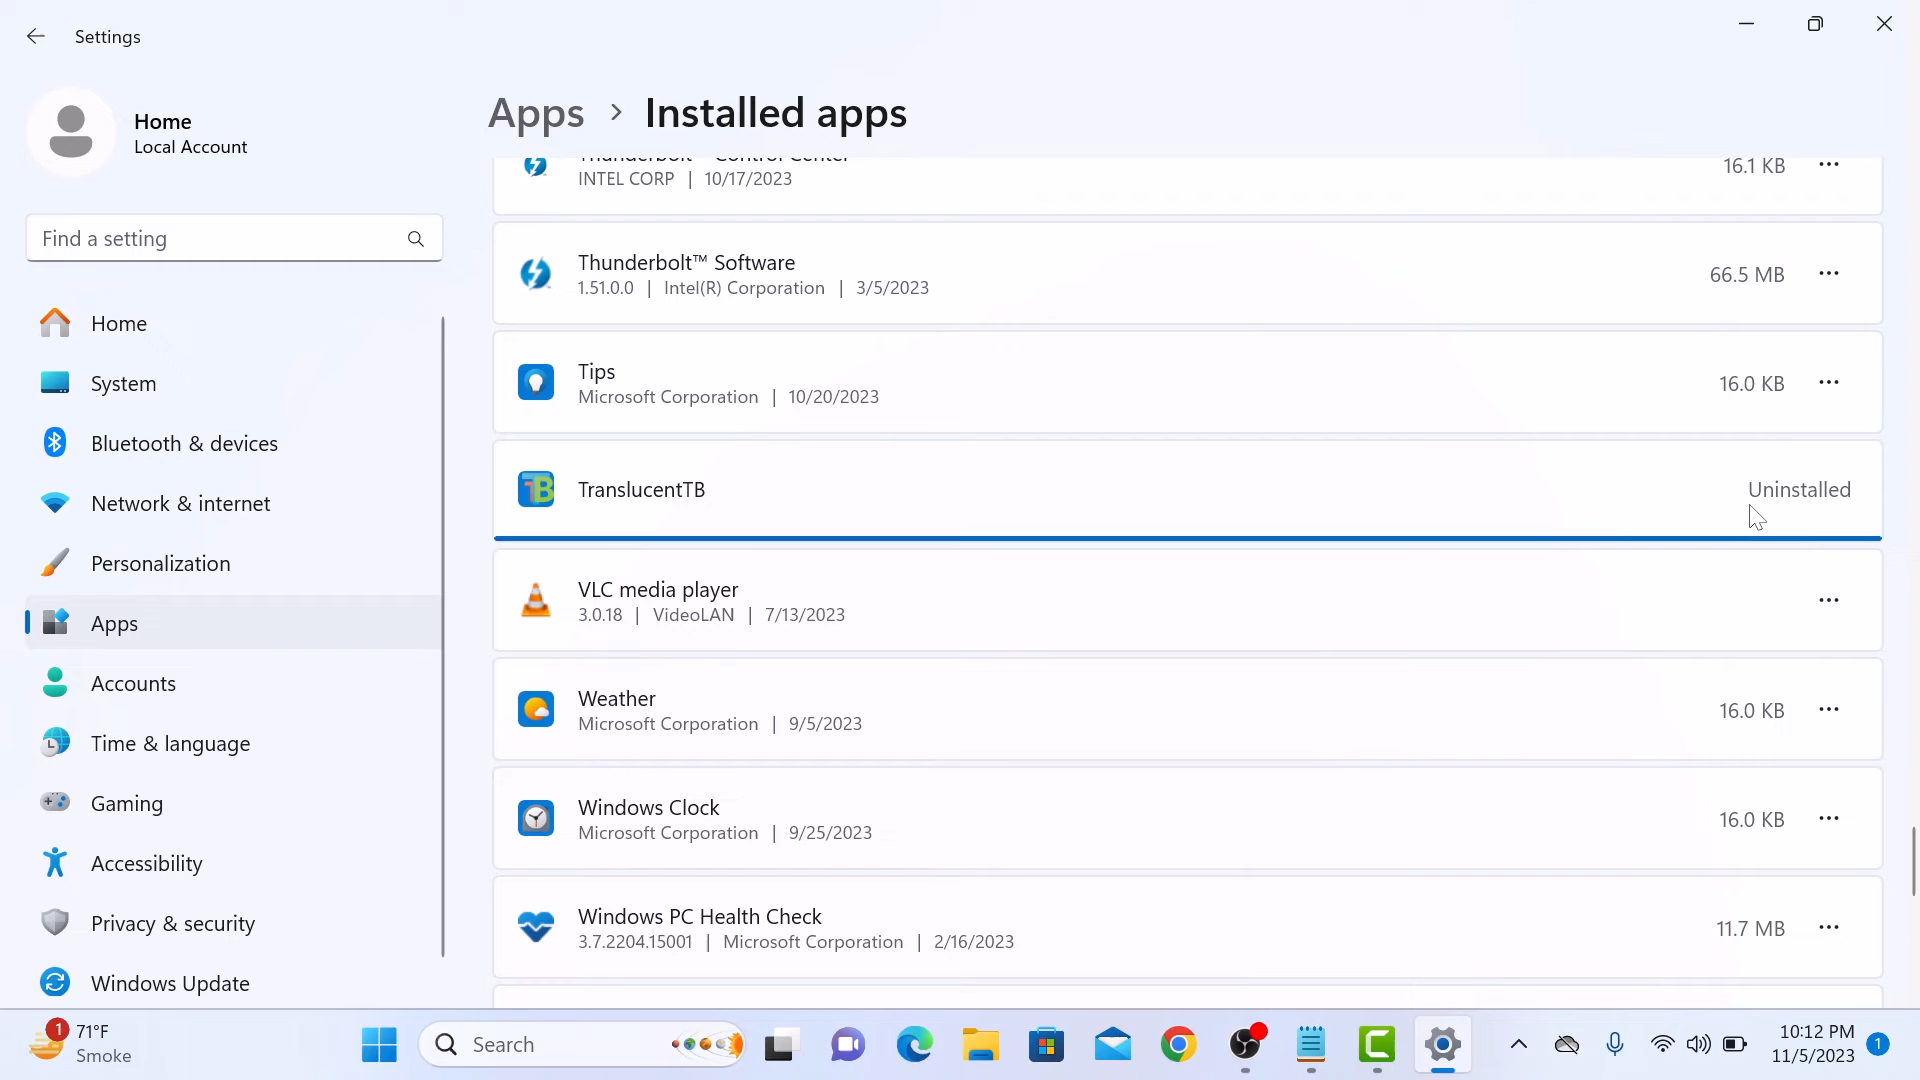 Settings
Home
Local Account
Find a setting
Home
System
Bluetooth & devices
Network & internet
Personalization
Apps
Accounts
Time & language
Gaming
Accessibility
Privacy & security
Windows Update
Apps > Installed apps
Thunderbolt™ Control Center
INTEL CORP | 10/17/2023
16.1 KB
Thunderbolt™ Software
1.51.0.0 | Intel(R) Corporation | 3/5/2023
66.5 MB
Tips
Microsoft Corporation | 10/20/2023
16.0 KB
TranslucentTB
Uninstalled
VLC media player
3.0.18 | VideoLAN | 7/13/2023
Weather
Microsoft Corporation | 9/5/2023
16.0 KB
Windows Clock
Microsoft Corporation | 9/25/2023
16.0 KB
Windows PC Health Check
3.7.2204.15001 | Microsoft Corporation | 2/16/2023
11.7 MB
1
71°F
Smoke
Search
10:12 PM
11/5/2023
1